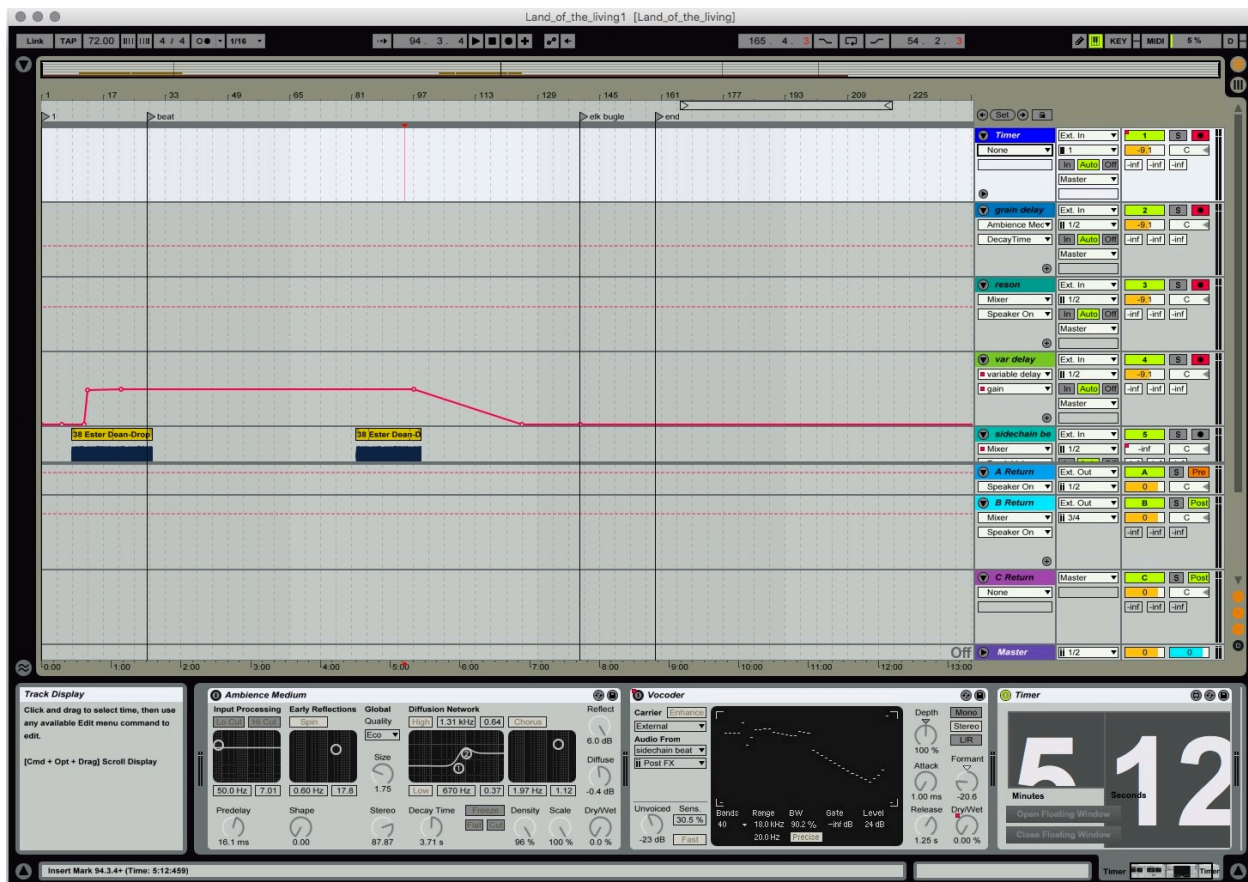 Land_of_the_living1 [Land_of_the_living]
Link TAP 72.00 4 / 4 1/16 94 . 3 . 4 165 . 4 . 3 54 . 2 . 3 KEY MIDI 5 % D
1 17 33 49 65 81 97 113 129 145 161 177 193 209 225
1 beat elk bugle end Set
Timer Ext. In 1 S
None 1 -9.1 C
In Auto Off -inf -inf -inf
Master
grain delay Ext. In 2 S
Ambience Med 1/2 -9.1 C
DecayTime In Auto Off -inf -inf -inf
Master
reson Ext. In 3 S
Mixer 1/2 -9.1 C
Speaker On In Auto Off -inf -inf -inf
Master
var delay Ext. In 4 S
variable delay 1/2 -9.1 C
gain In Auto Off -inf -inf -inf
Master
38 Ester Dean-Drop 38 Ester Dean-D
sidechain be Ext. In 5 S
Mixer 1/2 -inf C
A Return Ext. Out A S Pre
Speaker On 1/2 0 C
B Return Ext. Out B S Post
Mixer 3/4 0 C
Speaker On -inf -inf -inf
C Return Master C S Post
None 0 C
-inf -inf -inf
Off Master 1/2 0 0
0:00 1:00 2:00 3:00 4:00 5:00 6:00 7:00 8:00 9:00 10:00 11:00 12:00 13:00
Track Display
Click and drag to select time, then use
any available Edit menu command to
edit.
[Cmd + Opt + Drag] Scroll Display
Ambience Medium
Input Processing Early Reflections Global Diffusion Network Reflect
Lo Cut Hi Cut Spin Quality High 1.31 kHz 0.64 Chorus
Eco 6.0 dB
Size Diffuse
50.0 Hz 7.01 0.60 Hz 17.8 1.75 Low 670 Hz 0.37 1.97 Hz 1.12 -0.4 dB
Predelay Shape Stereo Decay Time Freeze Density Scale Dry/Wet
Flat Cut
16.1 ms 0.00 87.87 3.71 s 96 % 100 % 0.0 %
Vocoder
Carrier Enhance Depth Mono
External Stereo
Audio From L/R
sidechain beat 100 %
Post FX Attack Formant
1.00 ms -20.6
Unvoiced Sens. Bands Range BW Gate Level Release Dry/Wet
30.5 % 40 18.0 kHz 90.2 % -inf dB 24 dB
-23 dB Fast 20.0 Hz Precise 1.25 s 0.00 %
Timer
5 12
Minutes Seconds
Open Floating Window
Close Floating Window
Insert Mark 94.3.4+ (Time: 5:12:459) Timer Timer